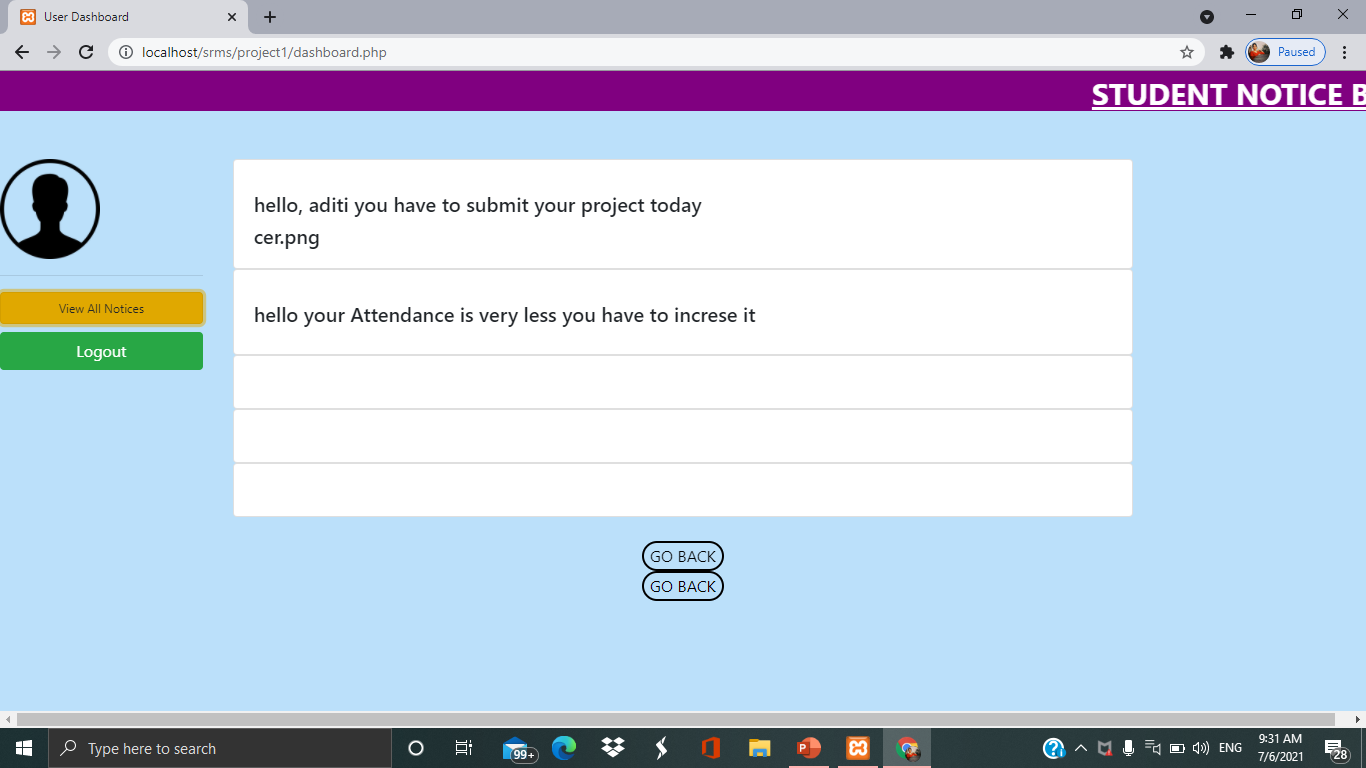 User Dashboard
localhost/srms/project1/dashboard.php
Paused
STUDENT NOTICE B
hello, aditi you have to submit your project today
cer.png
View All Notices
hello your Attendance is very less you have to increse it
Logout
GO BACK
GO BACK
Type here to search
99+
ENG
9:31 AM
7/6/2021
28